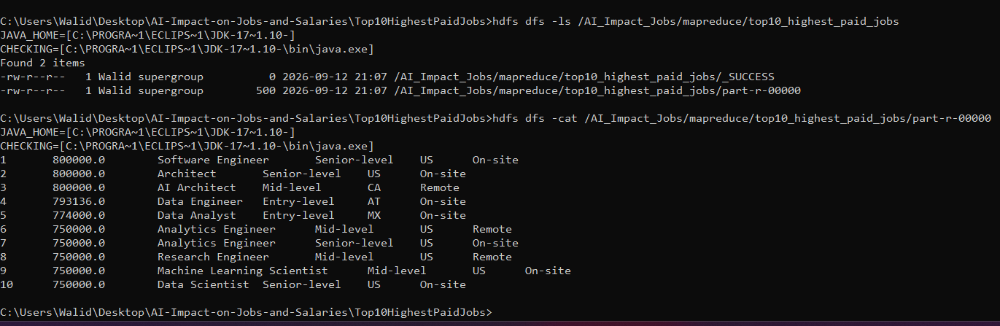 C:\Users\Walid\Desktop\AI-Impact-on-Jobs-and-Salaries\Top10HighestPaidJobs>hdfs dfs -ls /AI_Impact_Jobs/mapreduce/top10_highest_paid_jobs
JAVA_HOME=[C:\PROGRA~1\ECLIPS~1\JDK-17~1.10-]
CHECKING=[C:\PROGRA~1\ECLIPS~1\JDK-17~1.10-\bin\java.exe]
Found 2 items
-rw-r--r--   1 Walid supergroup          0 2026-09-12 21:07 /AI_Impact_Jobs/mapreduce/top10_highest_paid_jobs/_SUCCESS
-rw-r--r--   1 Walid supergroup        500 2026-09-12 21:07 /AI_Impact_Jobs/mapreduce/top10_highest_paid_jobs/part-r-00000
C:\Users\Walid\Desktop\AI-Impact-on-Jobs-and-Salaries\Top10HighestPaidJobs>hdfs dfs -cat /AI_Impact_Jobs/mapreduce/top10_highest_paid_jobs/part-r-00000
JAVA_HOME=[C:\PROGRA~1\ECLIPS~1\JDK-17~1.10-]
CHECKING=[C:\PROGRA~1\ECLIPS~1\JDK-17~1.10-\bin\java.exe]
1       800000.0        Software Engineer       Senior-level    US      On-site
2       800000.0        Architect       Senior-level    US      On-site
3       800000.0        AI Architect    Mid-level       CA      Remote
4       793136.0        Data Engineer   Entry-level     AT      On-site
5       774000.0        Data Analyst    Entry-level     MX      On-site
6       750000.0        Analytics Engineer      Mid-level       US      Remote
7       750000.0        Analytics Engineer      Senior-level    US      On-site
8       750000.0        Research Engineer       Mid-level       US      Remote
9       750000.0        Machine Learning Scientist      Mid-level       US      On-site
10      750000.0        Data Scientist  Senior-level    US      On-site
C:\Users\Walid\Desktop\AI-Impact-on-Jobs-and-Salaries\Top10HighestPaidJobs>